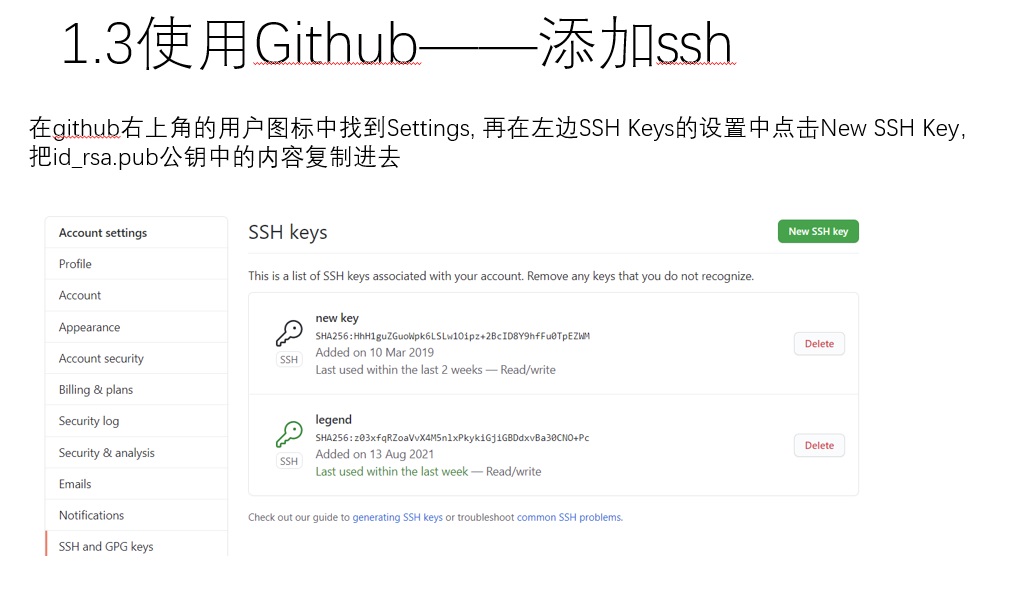 1.3使用Github——添加ssh
在github右上角的用户图标中找到Settings, 再在左边SSH Keys的设置中点击New SSH Key,
把id_rsa.pub公钥中的内容复制进去
Account settings
Profile
Account
Appearance
Account security
Billing & plans
Security log
Security & analysis
Emails
Notifications
SSH and GPG keys
SSH keys
New SSH key
This is a list of SSH keys associated with your account. Remove any keys that you do not recognize.
new key
SHA256:HhH1guZGuoWpk6LSLw1Oipz+2BcID8Y9hfFu0TpEZWM
Added on 10 Mar 2019
Last used within the last 2 weeks — Read/write
SSH
Delete
legend
SHA256:z03xfqRZoaVvX4M5nlxPkykiGjiGBDdxvBa30CNO+Pc
Added on 13 Aug 2021
Last used within the last week — Read/write
SSH
Delete
Check out our guide to generating SSH keys or troubleshoot common SSH problems.